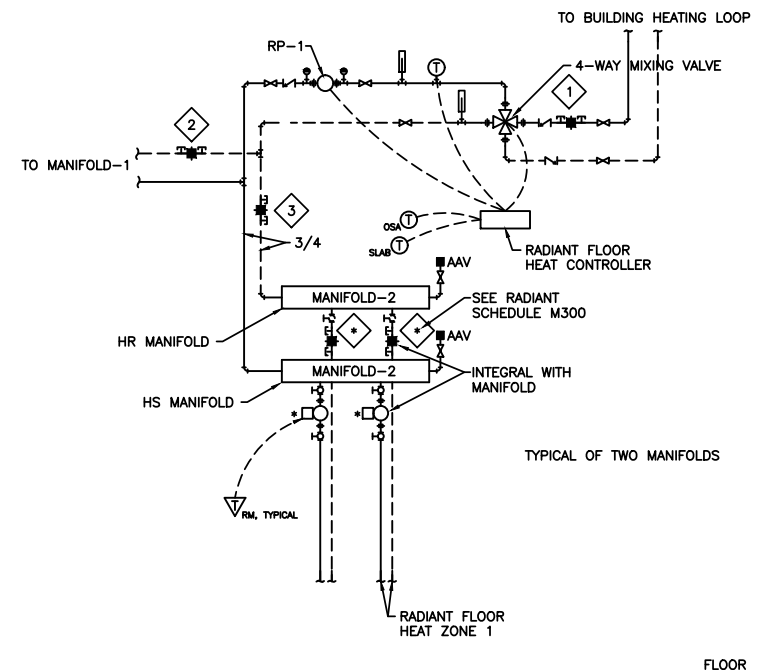 TO BUILDING HEATING LOOP
RP-1
T
4-WAY MIXING VALVE
1
2
TO MANIFOLD-1
3
OSA T
SLAB T
3/4
RADIANT FLOOR
HEAT CONTROLLER
AAV
MANIFOLD-2
SEE RADIANT
SCHEDULE M300
*
*
AAV
HR MANIFOLD
MANIFOLD-2
INTEGRAL WITH
MANIFOLD
HS MANIFOLD
*
*
TYPICAL OF TWO MANIFOLDS
T
RM, TYPICAL
RADIANT FLOOR
HEAT ZONE 1
FLOOR